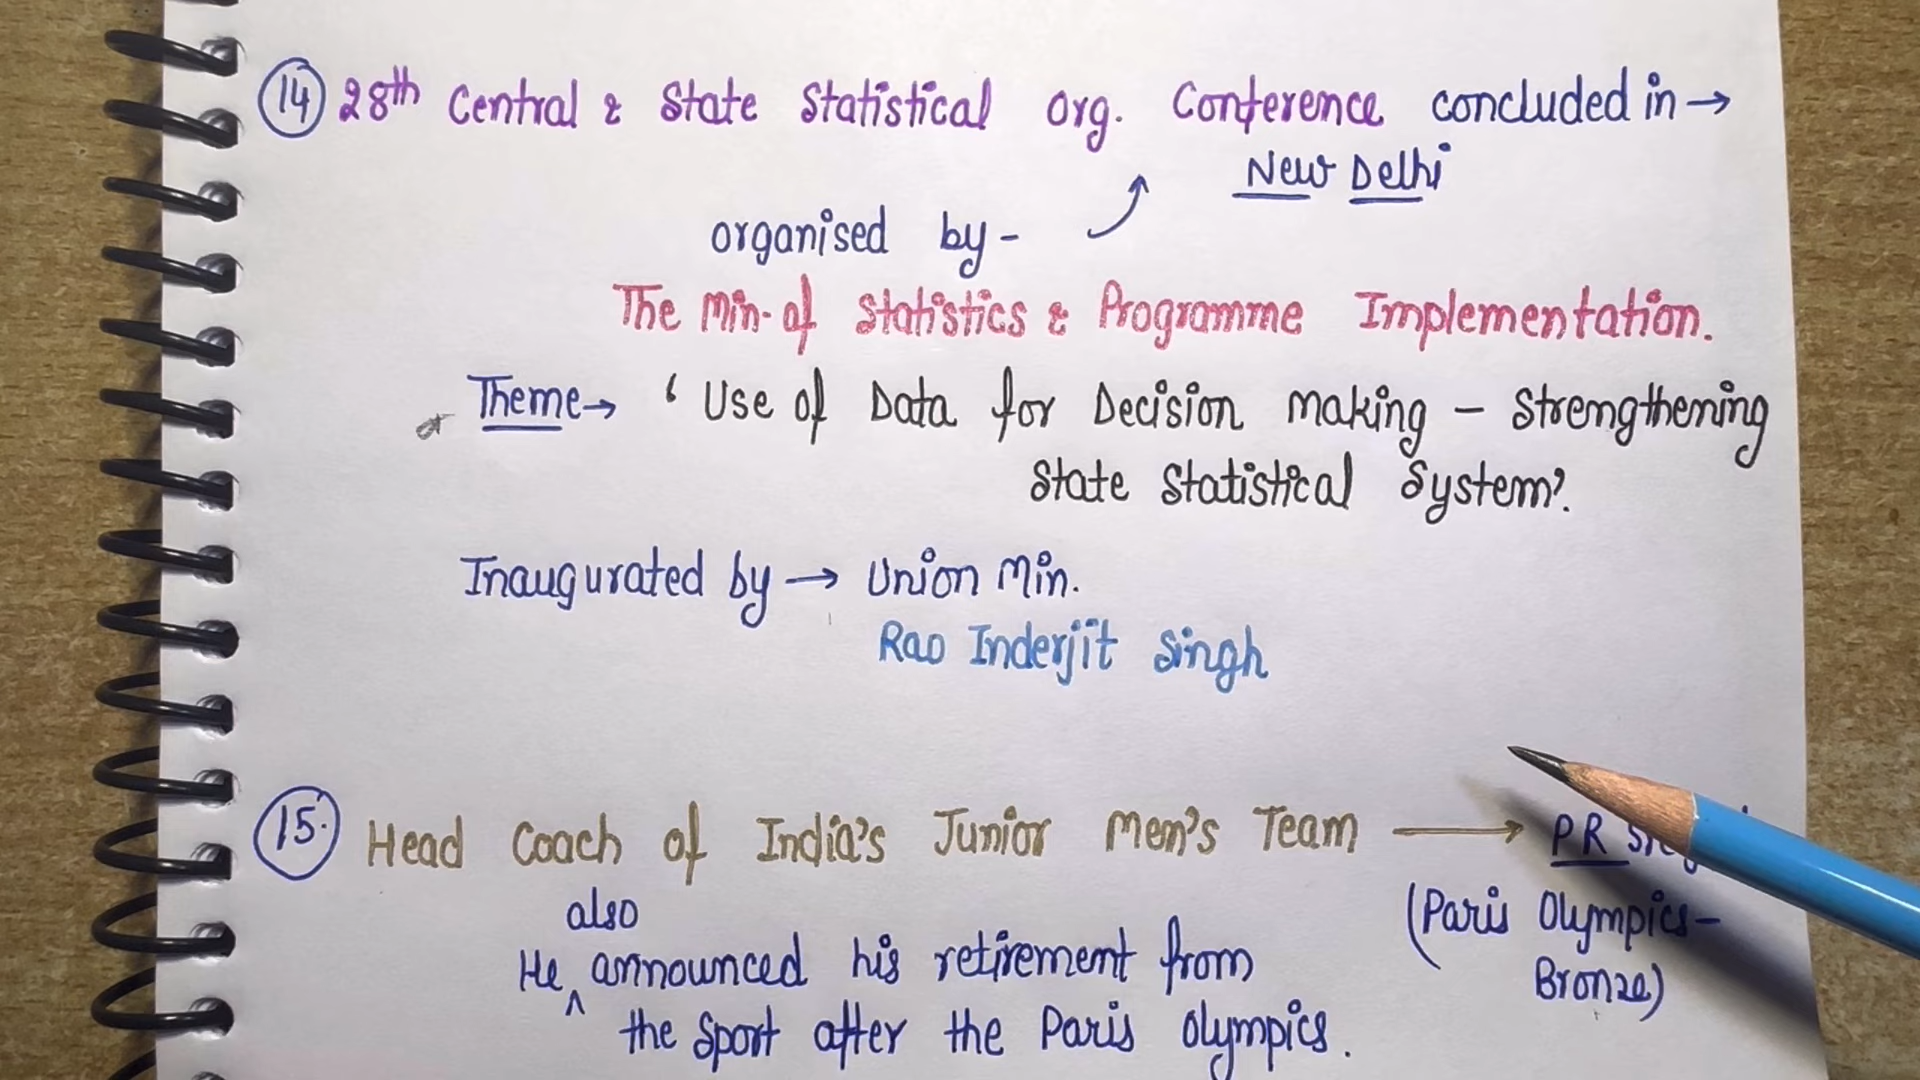 14 28th Central & State Statistical org. Conference concluded in →
New Delhi
organised by -
The Min. of Statistics & Programme Implementation.
Theme → ‘Use of Data for Decision Making – Strengthening
State Statistical System’.
Inaugurated by → Union Min.
Rao Inderjit Singh
15. Head Coach of India's Junior Men's Team → PR
(Paris Olympics –
Bronze)
also
He ^ announced his retirement from
the Sport after the Paris Olympics.